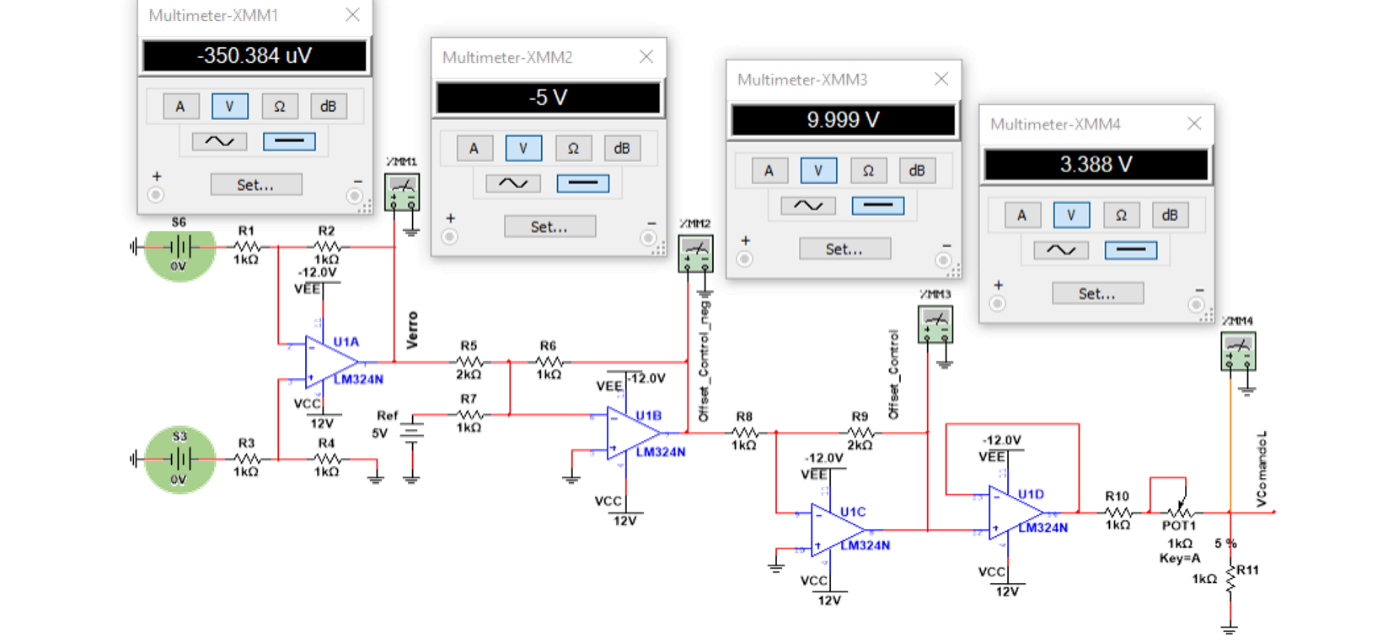 Multimeter-XMM1
-350.384 uV
A V Ω dB
+ -
Set...
Multimeter-XMM2
-5 V
A V Ω dB
+ -
Set...
Multimeter-XMM3
9.999 V
A V Ω dB
+ -
Set...
Multimeter-XMM4
3.388 V
A V Ω dB
+ -
Set...
XMM1
XMM2
XMM3
XMM4
S6
0V
R1
1kΩ
R2
1kΩ
-12.0V
VEE
U1A
LM324N
VCC
12V
S3
0V
R3
1kΩ
R4
1kΩ
Verro
R5
2kΩ
R6
1kΩ
Ref
5V
R7
1kΩ
VEE
-12.0V
U1B
LM324N
VCC
12V
Offset_Control_neg
R8
1kΩ
R9
2kΩ
Offset_Control
-12.0V
VEE
U1C
LM324N
VCC
12V
-12.0V
VEE
U1D
LM324N
VCC
12V
R10
1kΩ
POT1
1kΩ
Key=A
5 %
R11
1kΩ
VComandoL